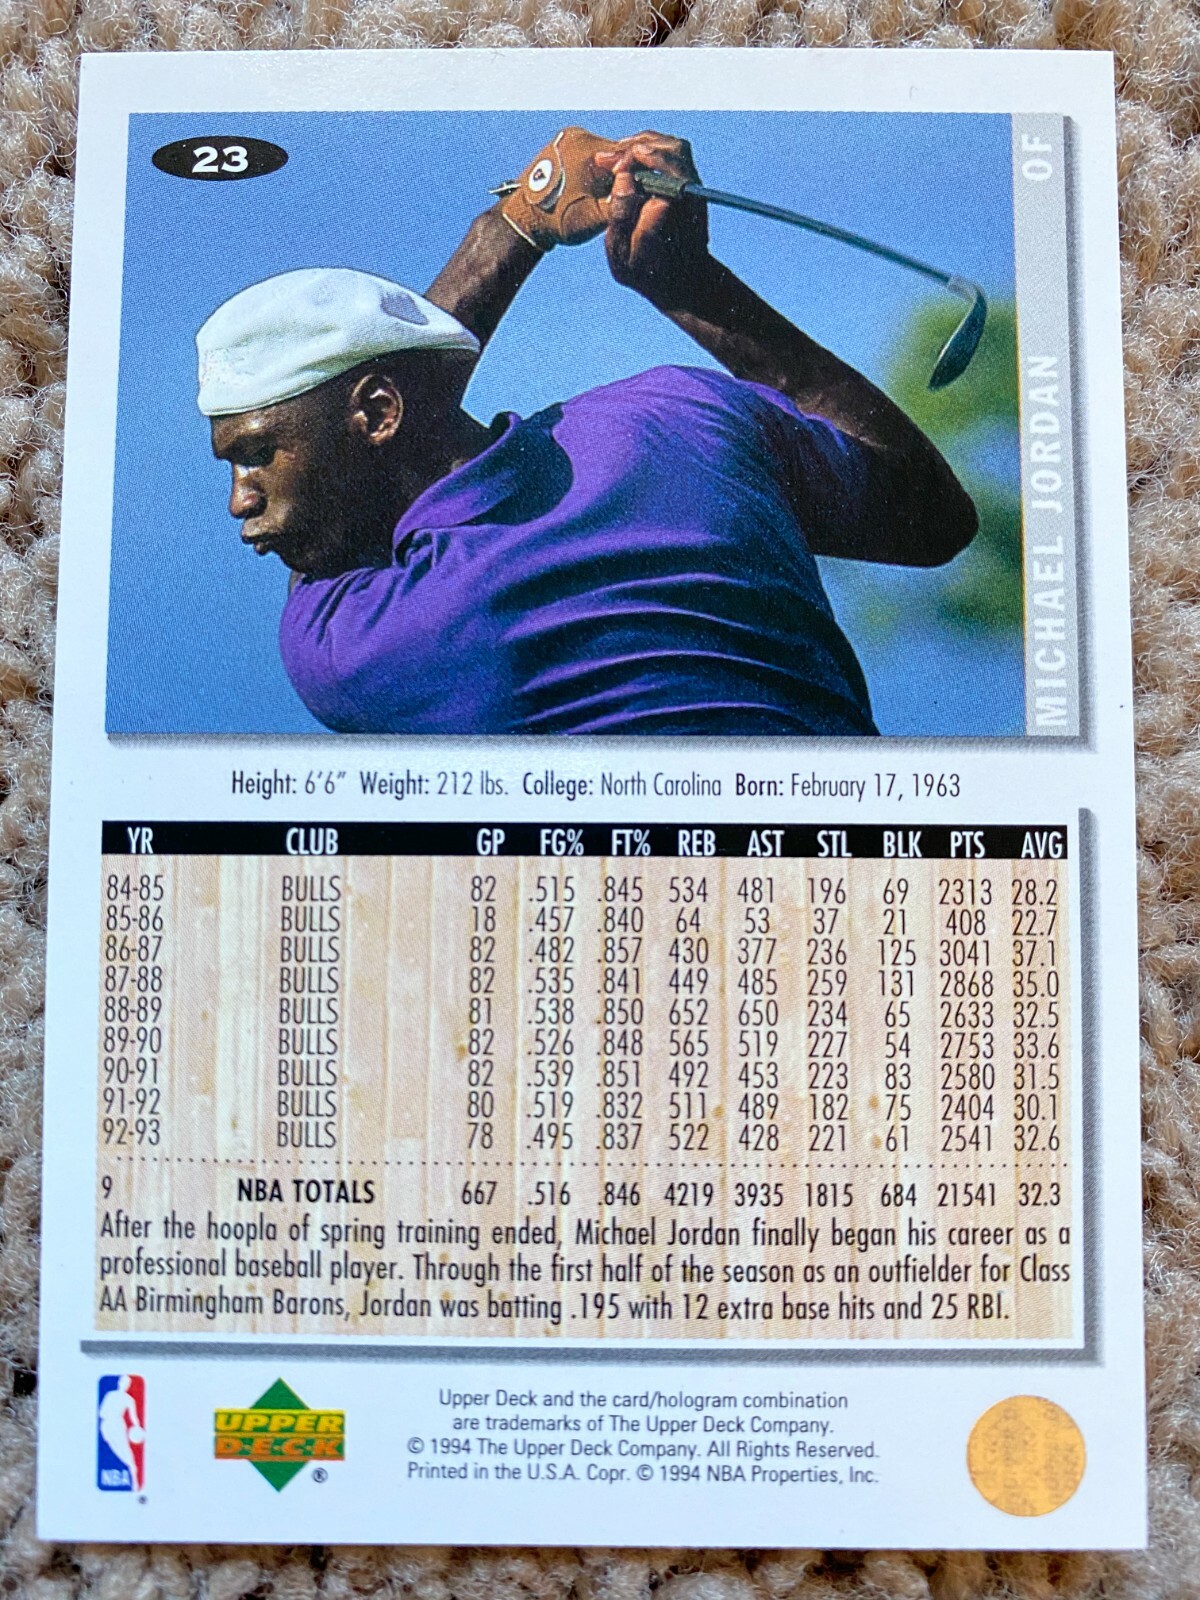 23
MICHAEL JORDAN OF
Height: 6'6" Weight: 212 lbs. College: North Carolina Born: February 17, 1963
YR CLUB GP FG% FT% REB AST STL BLK PTS AVG
84-85 BULLS 82 .515 .845 534 481 196 69 2313 28.2
85-86 BULLS 18 .457 .840 64 53 37 21 408 22.7
86-87 BULLS 82 .482 .857 430 377 236 125 3041 37.1
87-88 BULLS 82 .535 .841 449 485 259 131 2868 35.0
88-89 BULLS 81 .538 .850 652 650 234 65 2633 32.5
89-90 BULLS 82 .526 .848 565 519 227 54 2753 33.6
90-91 BULLS 82 .539 .851 492 453 223 83 2580 31.5
91-92 BULLS 80 .519 .832 511 489 182 75 2404 30.1
92-93 BULLS 78 .495 .837 522 428 221 61 2541 32.6
9 NBA TOTALS 667 .516 .846 4219 3935 1815 684 21541 32.3
After the hoopla of spring training ended, Michael Jordan finally began his career as a
professional baseball player. Through the first half of the season as an outfielder for Class
AA Birmingham Barons, Jordan was batting .195 with 12 extra base hits and 25 RBI.
NBA
UPPER
DECK
®
Upper Deck and the card/hologram combination
are trademarks of The Upper Deck Company.
© 1994 The Upper Deck Company. All Rights Reserved.
Printed in the U.S.A. Copr. © 1994 NBA Properties, Inc.